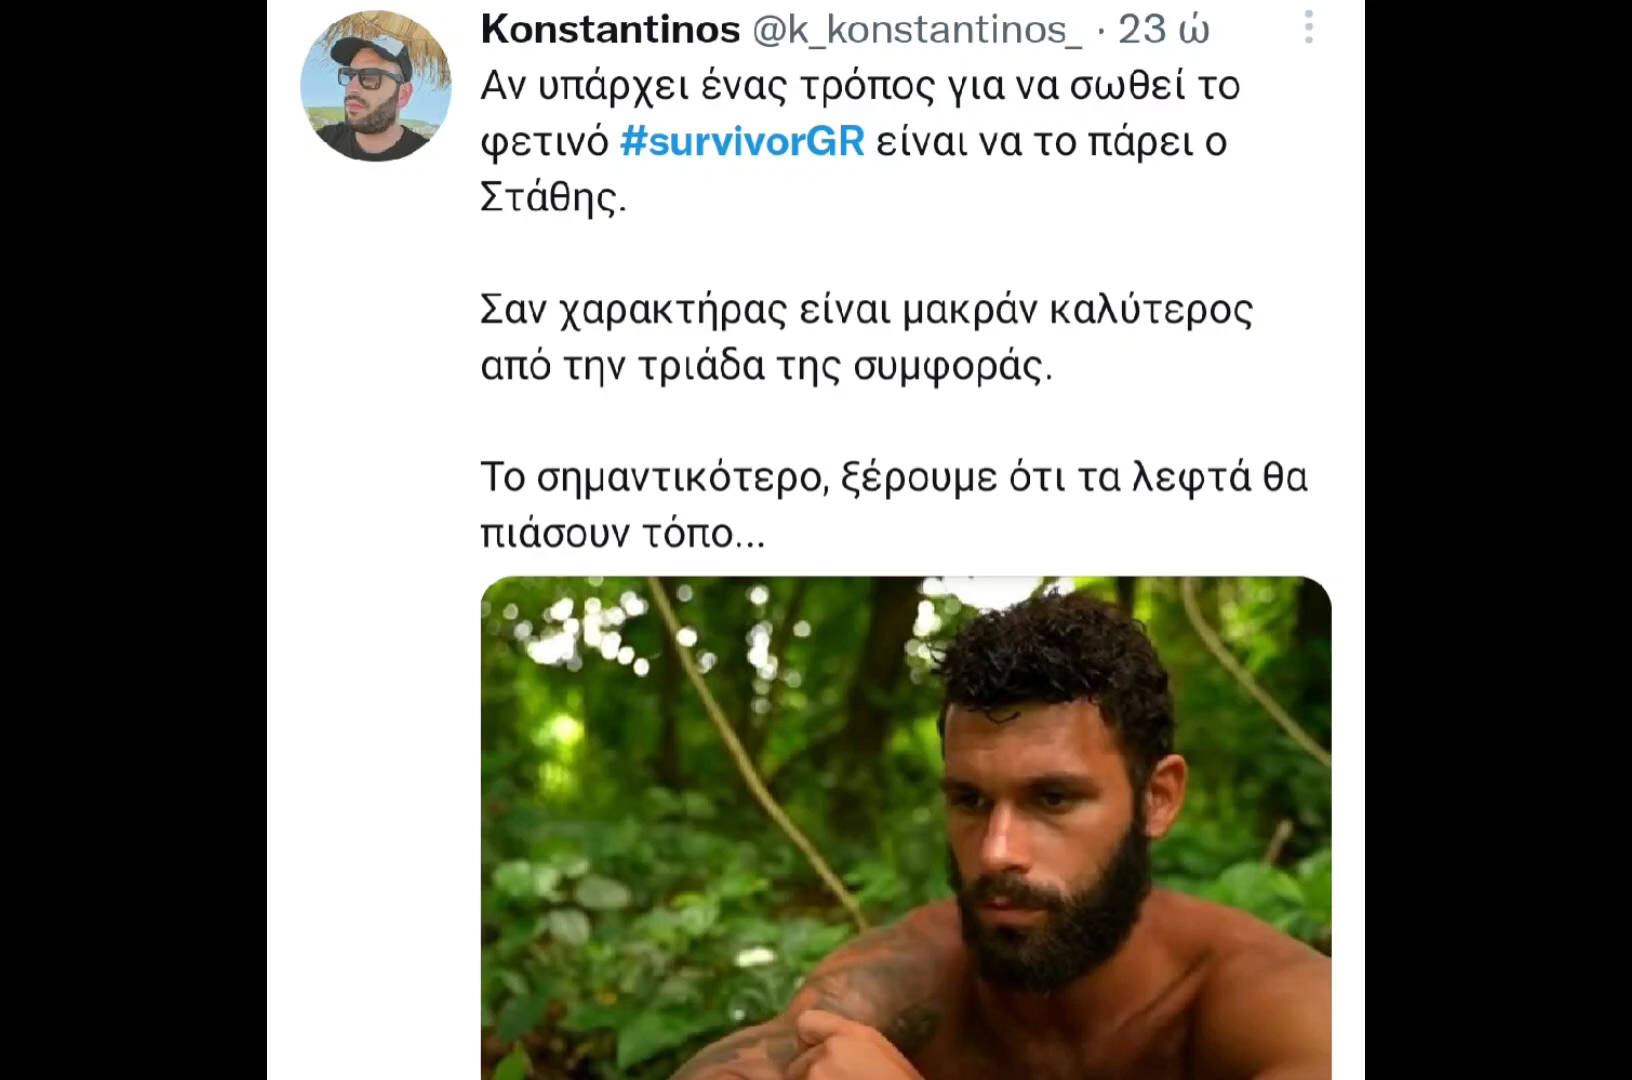 Konstantinos @k_konstantinos_ · 23 ώ
Αν υπάρχει ένας τρόπος για να σωθεί το
φετινό #survivorGR είναι να το πάρει ο
Στάθης.
Σαν χαρακτήρας είναι μακράν καλύτερος
από την τριάδα της συμφοράς.
Το σημαντικότερο, ξέρουμε ότι τα λεφτά θα
πιάσουν τόπο...